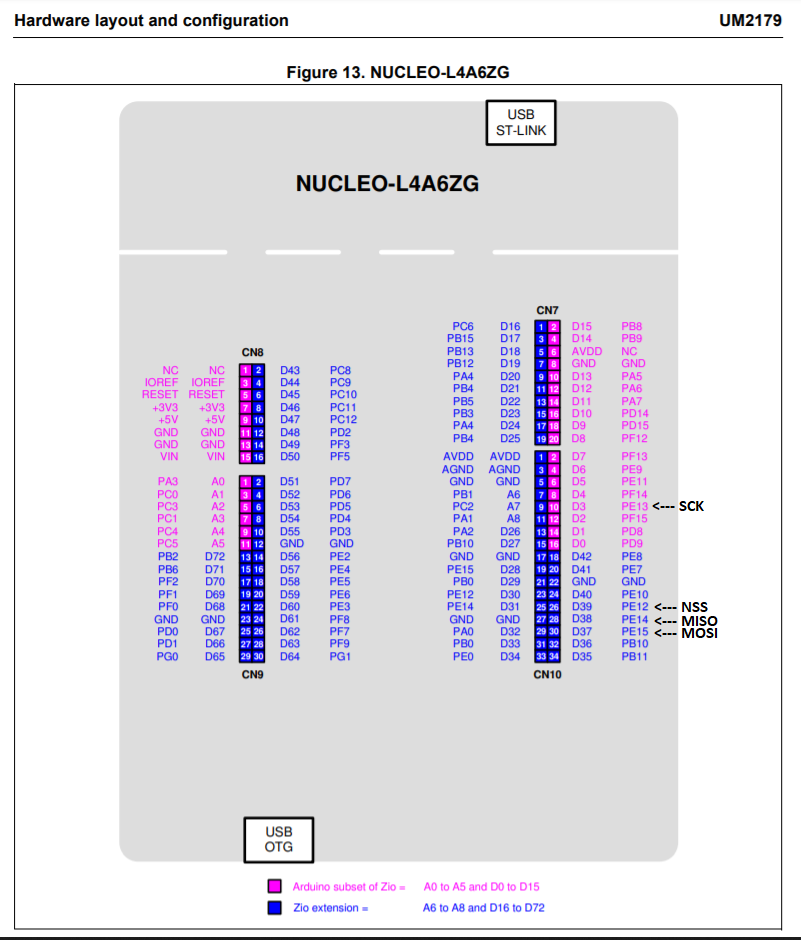 Hardware layout and configuration UM2179
Figure 13. NUCLEO-L4A6ZG
USB
ST-LINK
NUCLEO-L4A6ZG
CN8
NC NC 1 2 D43 PC8
IOREF IOREF 3 4 D44 PC9
RESET RESET 5 6 D45 PC10
+3V3 +3V3 7 8 D46 PC11
+5V +5V 9 10 D47 PC12
GND GND 11 12 D48 PD2
GND GND 13 14 D49 PF3
VIN VIN 15 16 D50 PF5
PA3 A0 1 2 D51 PD7
PC0 A1 3 4 D52 PD6
PC3 A2 5 6 D53 PD5
PC1 A3 7 8 D54 PD4
PC4 A4 9 10 D55 PD3
PC5 A5 11 12 GND GND
PB2 D72 13 14 D56 PE2
PB6 D71 15 16 D57 PE4
PF2 D70 17 18 D58 PE5
PF1 D69 19 20 D59 PE6
PF0 D68 21 22 D60 PE3
GND GND 23 24 D61 PF8
PD0 D67 25 26 D62 PF7
PD1 D66 27 28 D63 PF9
PG0 D65 29 30 D64 PG1
CN9
CN7
PC6 D16 1 2 D15 PB8
PB15 D17 3 4 D14 PB9
PB13 D18 5 6 AVDD NC
PB12 D19 7 8 GND GND
PA4 D20 9 10 D13 PA5
PB4 D21 11 12 D12 PA6
PB5 D22 13 14 D11 PA7
PB3 D23 15 16 D10 PD14
PA4 D24 17 18 D9 PD15
PB4 D25 19 20 D8 PF12
AVDD AVDD 1 2 D7 PF13
AGND AGND 3 4 D6 PE9
GND GND 5 6 D5 PE11
PB1 A6 7 8 D4 PF14
PC2 A7 9 10 D3 PE13 <--- SCK
PA1 A8 11 12 D2 PF15
PA2 D26 13 14 D1 PD8
PB10 D27 15 16 D0 PD9
GND GND 17 18 D42 PE8
PE15 D28 19 20 D41 PE7
PB0 D29 21 22 GND GND
PE12 D30 23 24 D40 PE10
PE14 D31 25 26 D39 PE12 <--- NSS
GND GND 27 28 D38 PE14 <--- MISO
PA0 D32 29 30 D37 PE15 <--- MOSI
PB0 D33 31 32 D36 PB10
PE0 D34 33 34 D35 PB11
CN10
USB
OTG
Arduino subset of Zio = A0 to A5 and D0 to D15
Zio extension = A6 to A8 and D16 to D72